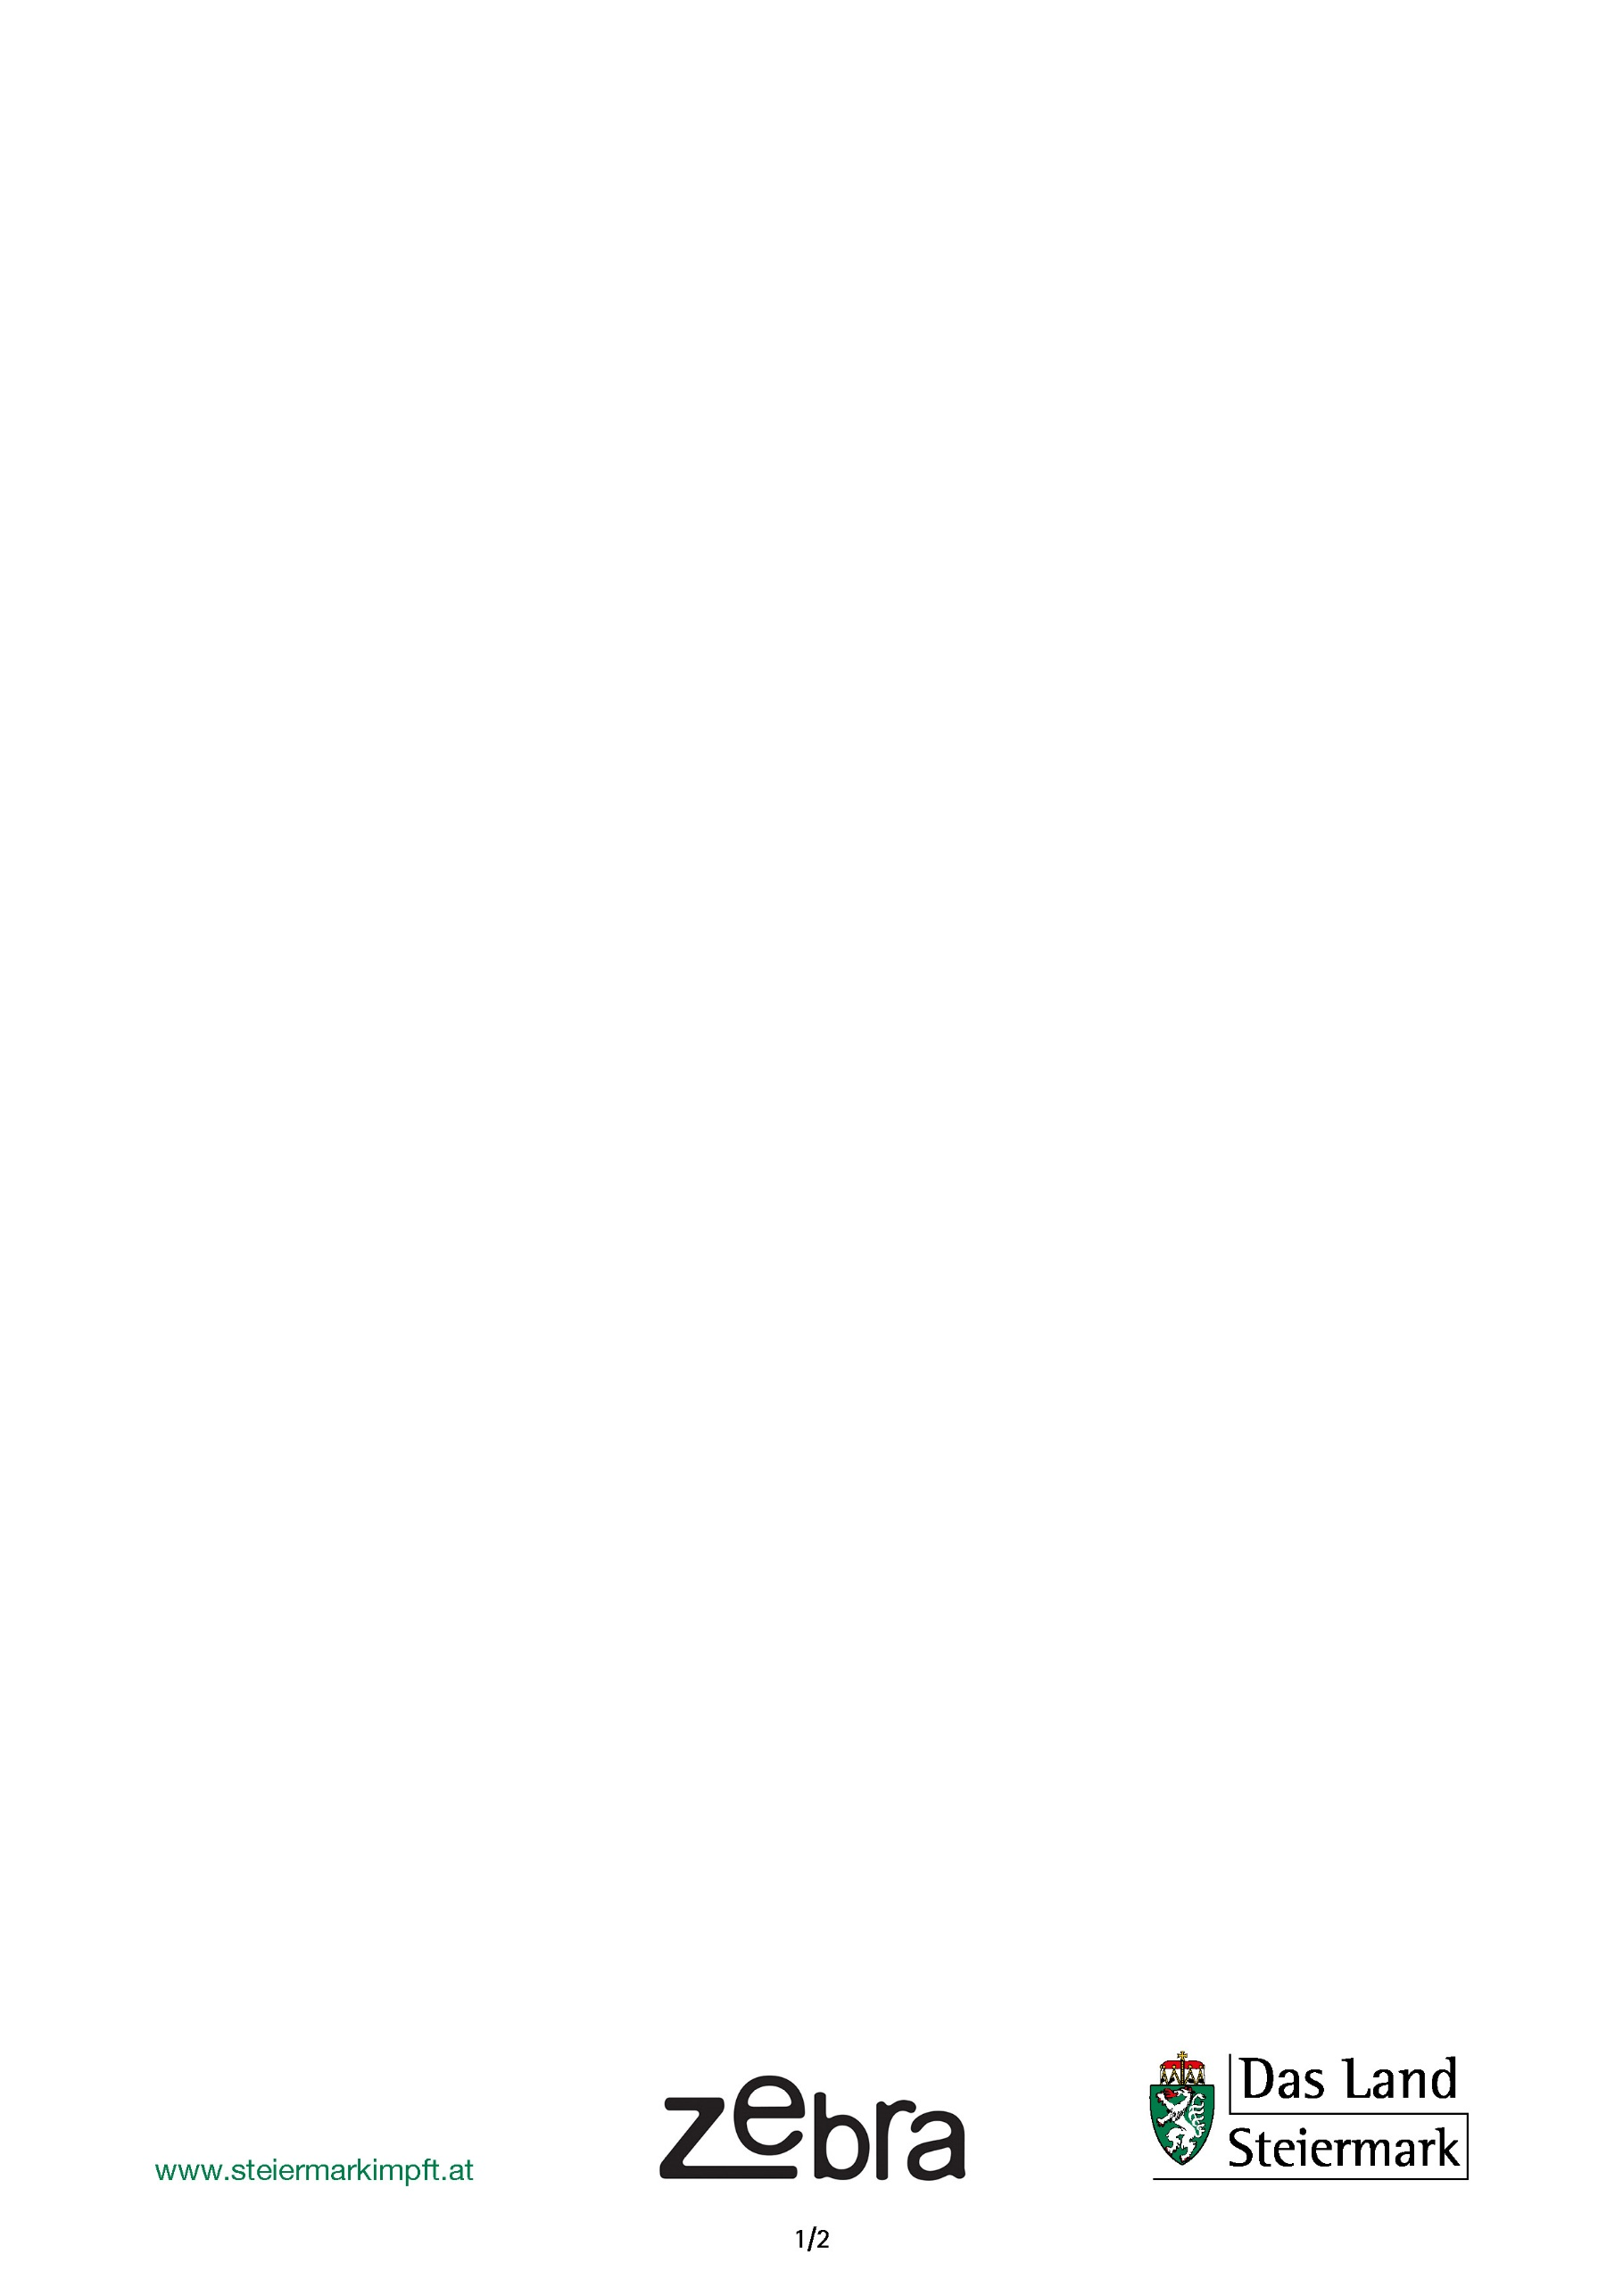 www.steiermarkimpft.at
zebra
Das Land
Steiermark
1/2